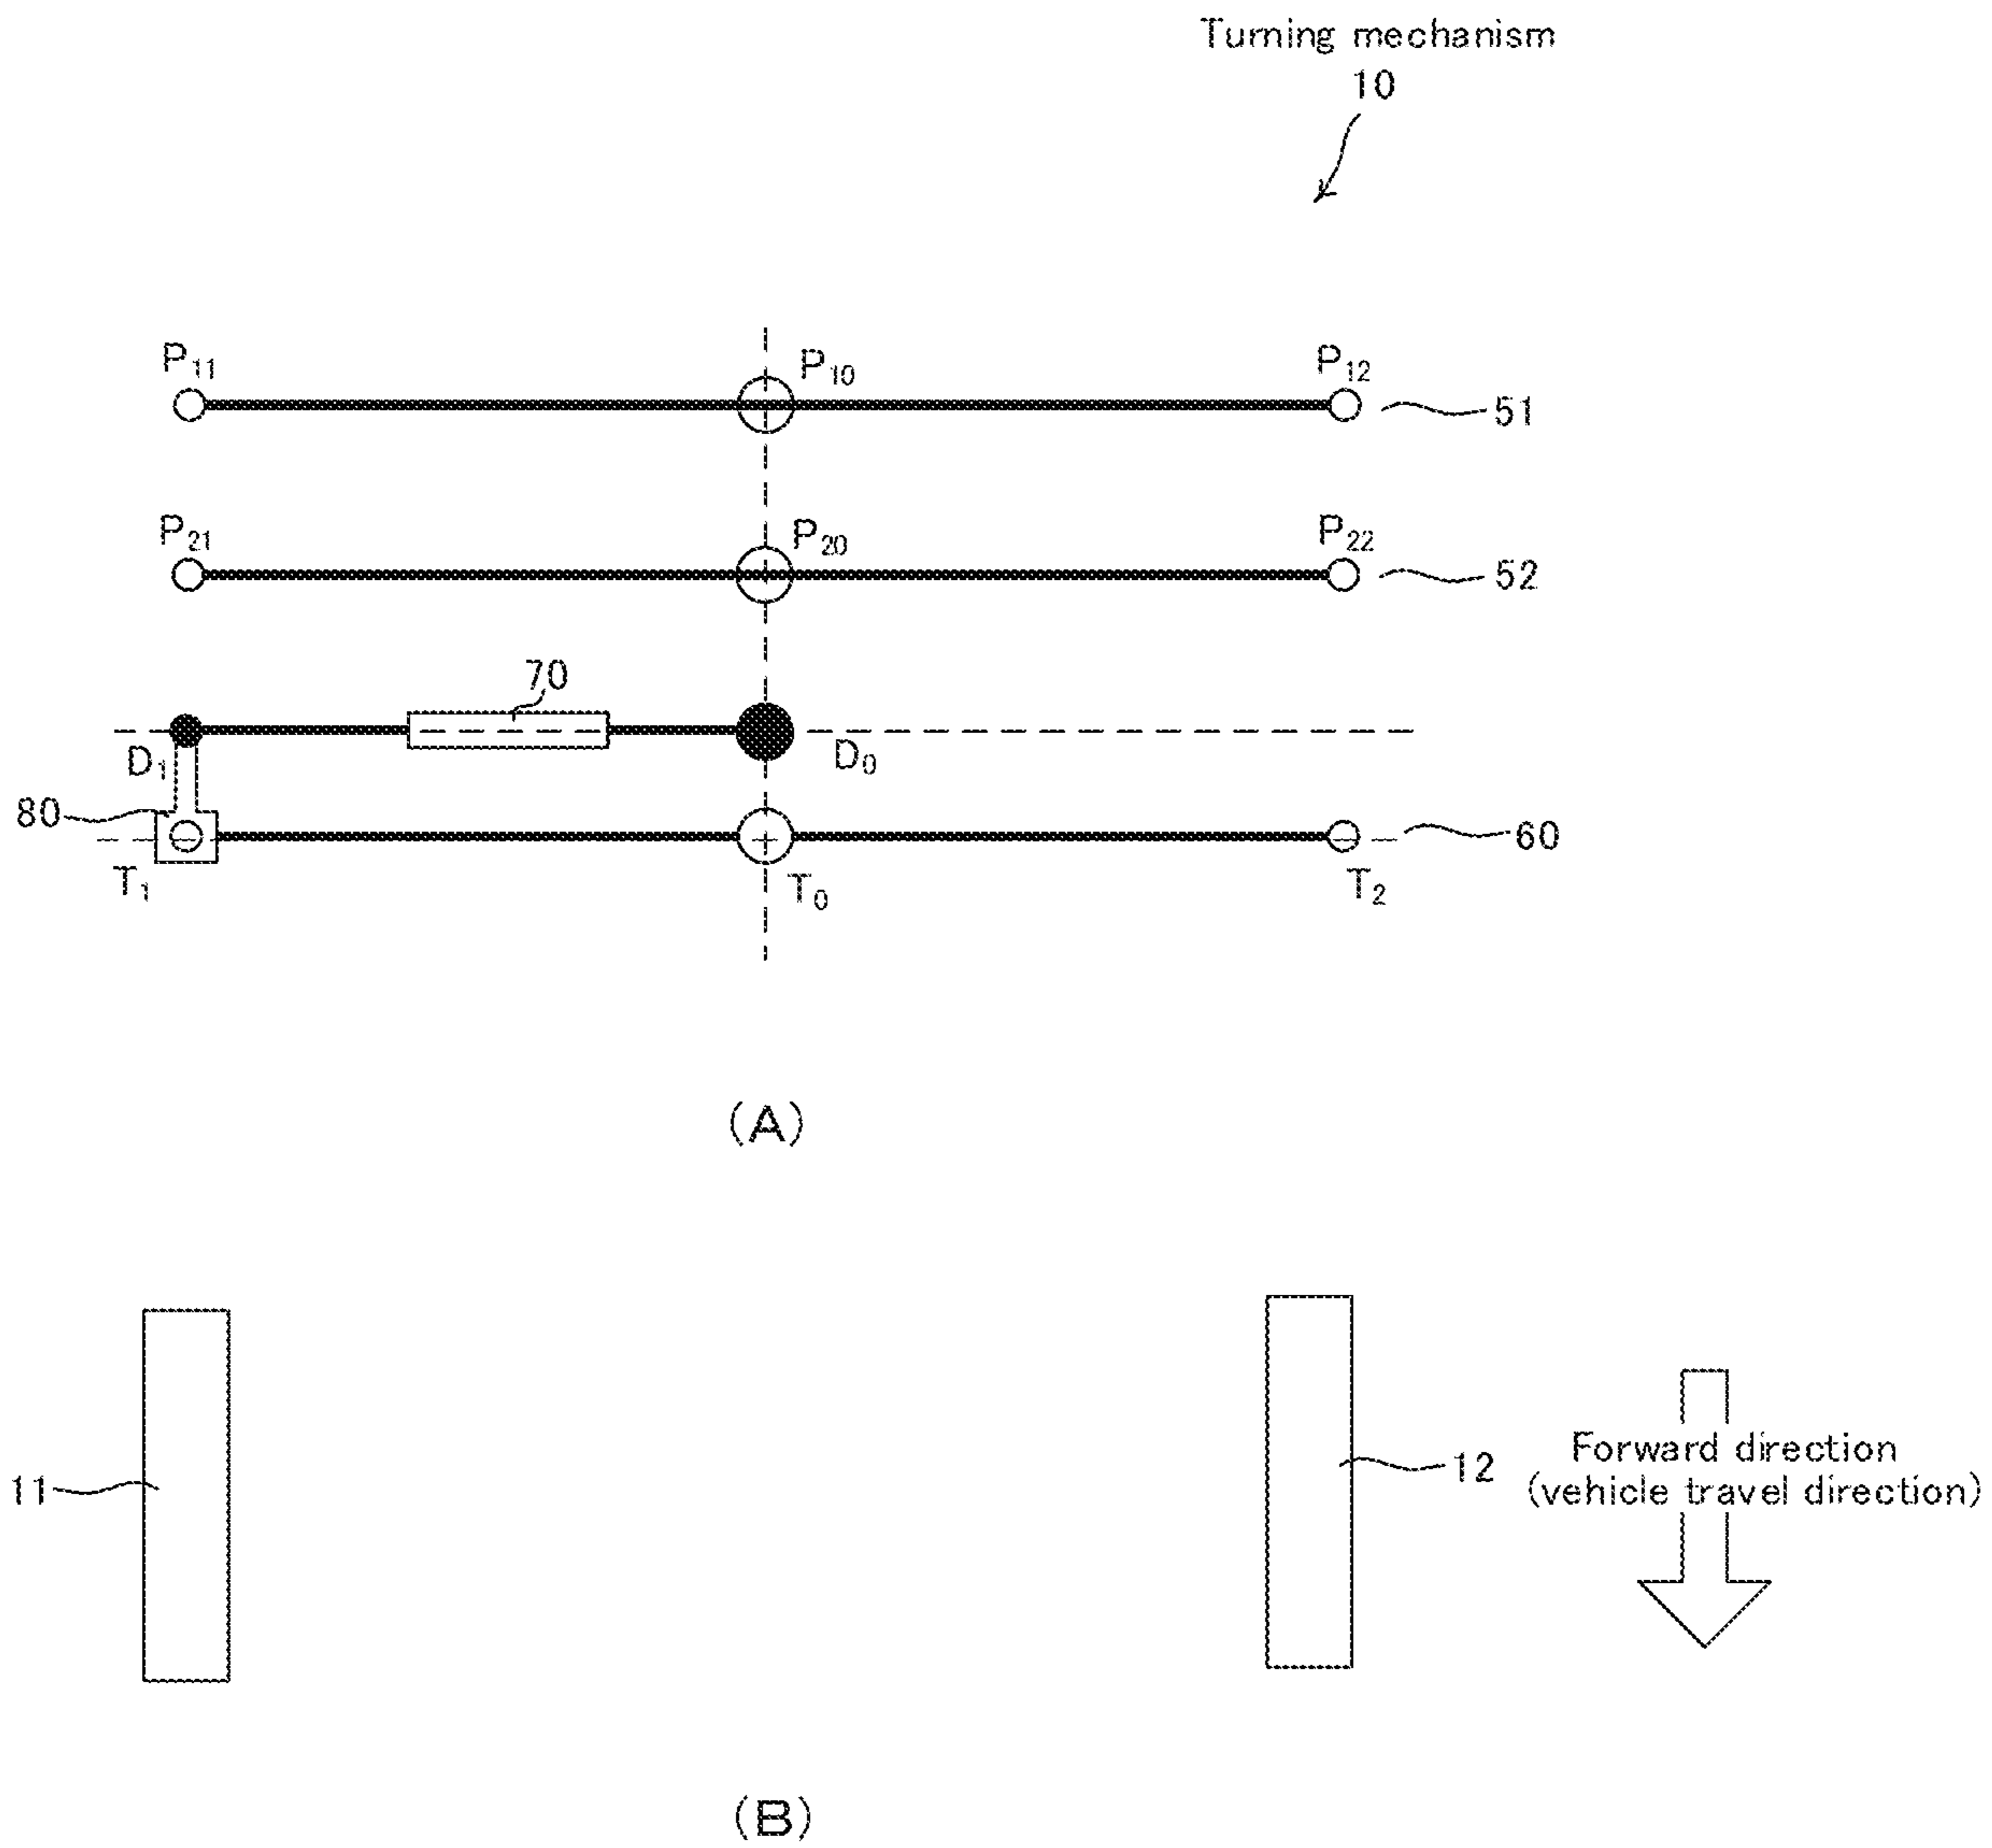 Turning mechanism
10
P₁₁
P₁₀
P₁₂
51
P₂₁
P₂₀
P₂₂
52
70
D₁
D₀
80
60
T₁
T₀
T₂
(A)
11
12
Forward direction
(vehicle travel direction)
(B)